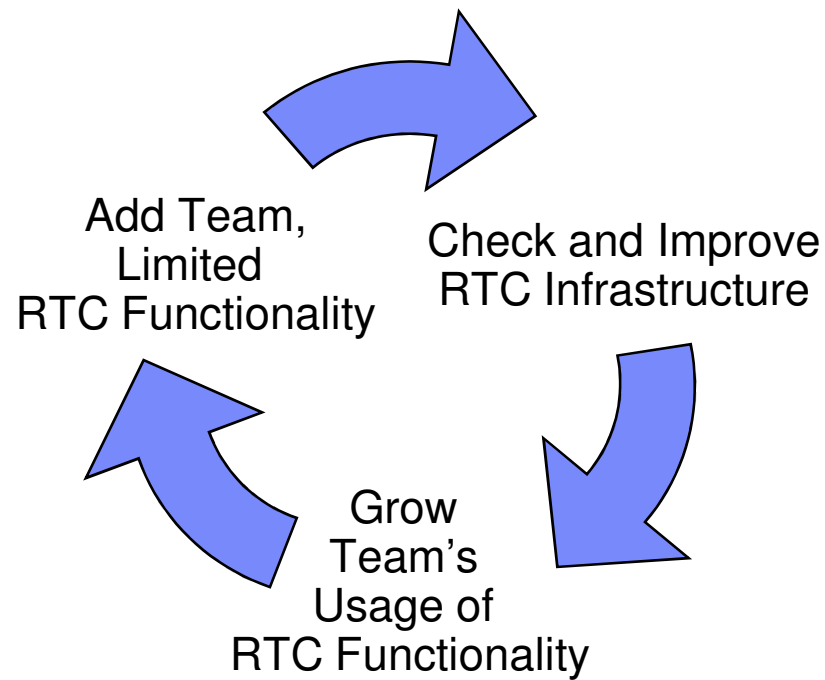 Add Team,
Limited
RTC Functionality
Check and Improve
RTC Infrastructure
Grow
Team’s
Usage of
RTC Functionality